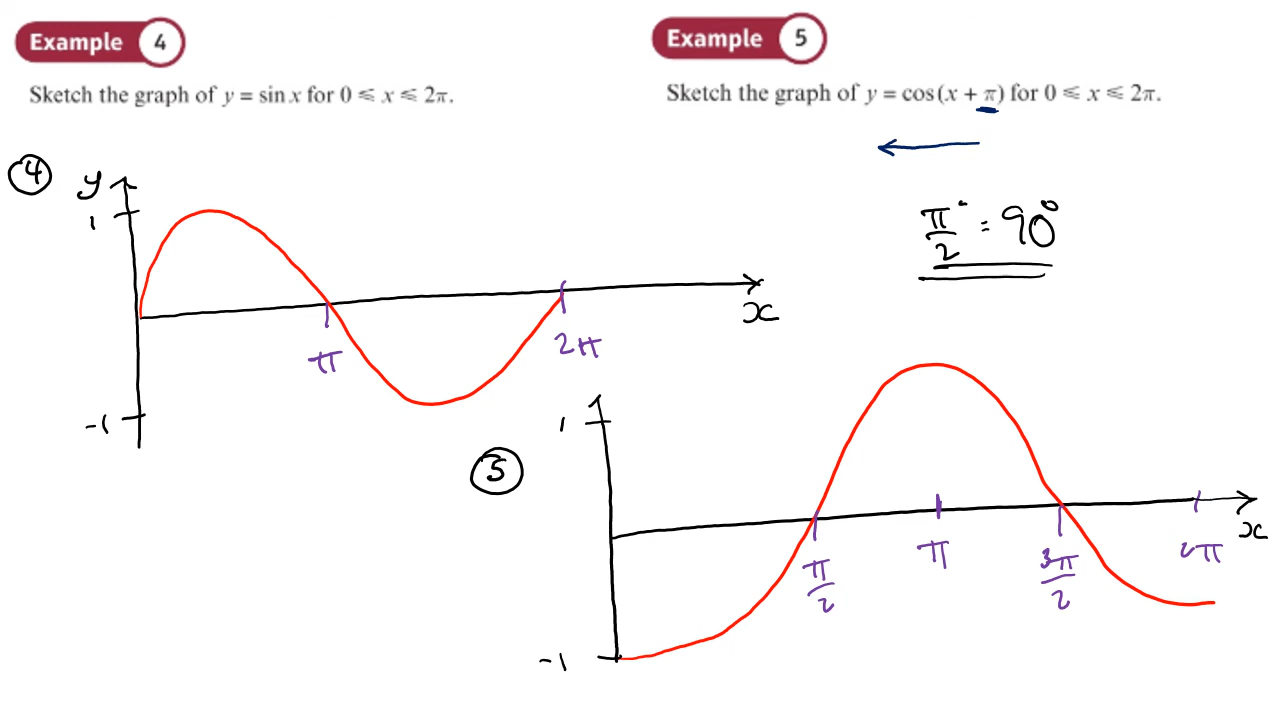 Example 4
Sketch the graph of y = sin x for 0 ⩽ x ⩽ 2π.
Example 5
Sketch the graph of y = cos(x + π) for 0 ⩽ x ⩽ 2π.
④
y
1
-1
π
2π
x
π/2 = 90°
⑤
1
-1
π/2
π
3π/2
2π
x